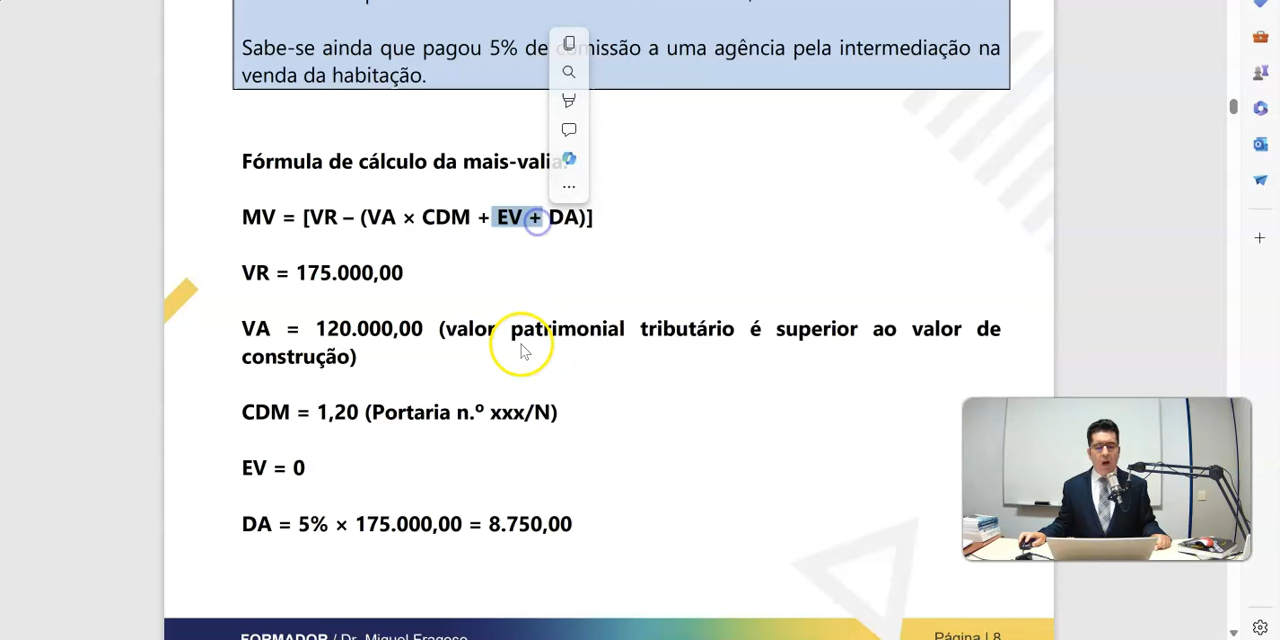 Sabe-se ainda que pagou 5% de comissão a uma agência pela intermediação na
venda da habitação.
Fórmula de cálculo da mais-valia
MV = [VR – (VA × CDM + EV + DA)]
VR = 175.000,00
VA = 120.000,00 (valor patrimonial tributário é superior ao valor de
construção)
CDM = 1,20 (Portaria n.º xxx/N)
EV = 0
DA = 5% × 175.000,00 = 8.750,00
FORMADOR / Dr. Miguel Fragoso
Página | 8